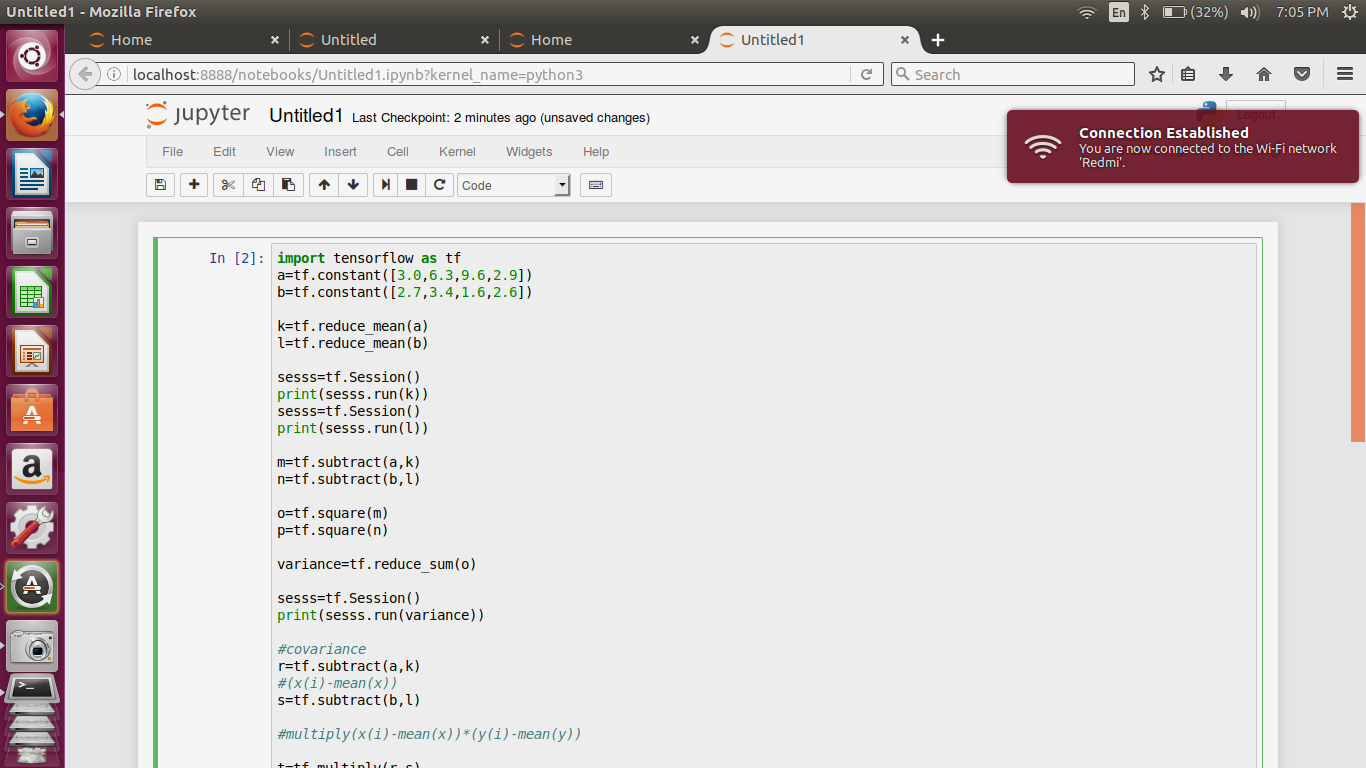 Untitled1 - Mozilla Firefox
En
(32%)
7:05 PM
Home
Untitled
Home
Untitled1
localhost:8888/notebooks/Untitled1.ipynb?kernel_name=python3
Search
jupyter
Untitled1 Last Checkpoint: 2 minutes ago (unsaved changes)
Logout
Connection Established
You are now connected to the Wi-Fi network
'Redmi'.
File Edit View Insert Cell Kernel Widgets Help
Code
In [2]:
import tensorflow as tf
a=tf.constant([3.0,6.3,9.6,2.9])
b=tf.constant([2.7,3.4,1.6,2.6])
k=tf.reduce_mean(a)
l=tf.reduce_mean(b)
sesss=tf.Session()
print(sesss.run(k))
sesss=tf.Session()
print(sesss.run(l))
m=tf.subtract(a,k)
n=tf.subtract(b,l)
o=tf.square(m)
p=tf.square(n)
variance=tf.reduce_sum(o)
sesss=tf.Session()
print(sesss.run(variance))
#covariance
r=tf.subtract(a,k)
#(x(i)-mean(x))
s=tf.subtract(b,l)
#multiply(x(i)-mean(x))*(y(i)-mean(y))
t=tf.multiply(r,s)